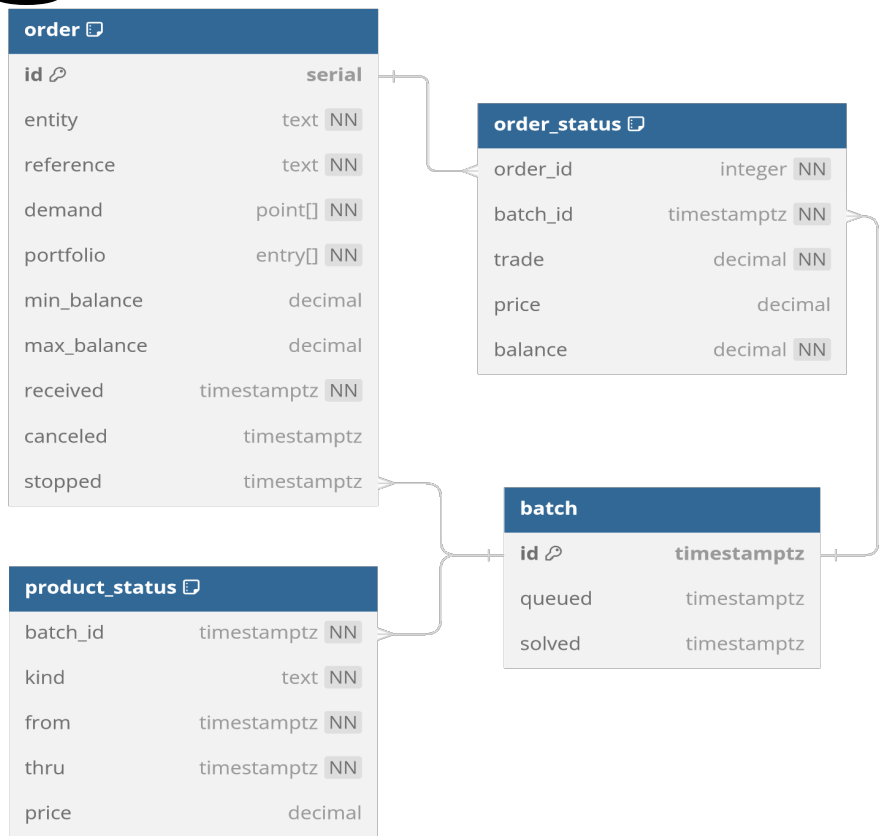 order
id serial
entity text NN
reference text NN
demand point[] NN
portfolio entry[] NN
min_balance decimal
max_balance decimal
received timestamptz NN
canceled timestamptz
stopped timestamptz
order_status
order_id integer NN
batch_id timestamptz NN
trade decimal NN
price decimal
balance decimal NN
batch
id timestamptz
queued timestamptz
solved timestamptz
product_status
batch_id timestamptz NN
kind text NN
from timestamptz NN
thru timestamptz NN
price decimal